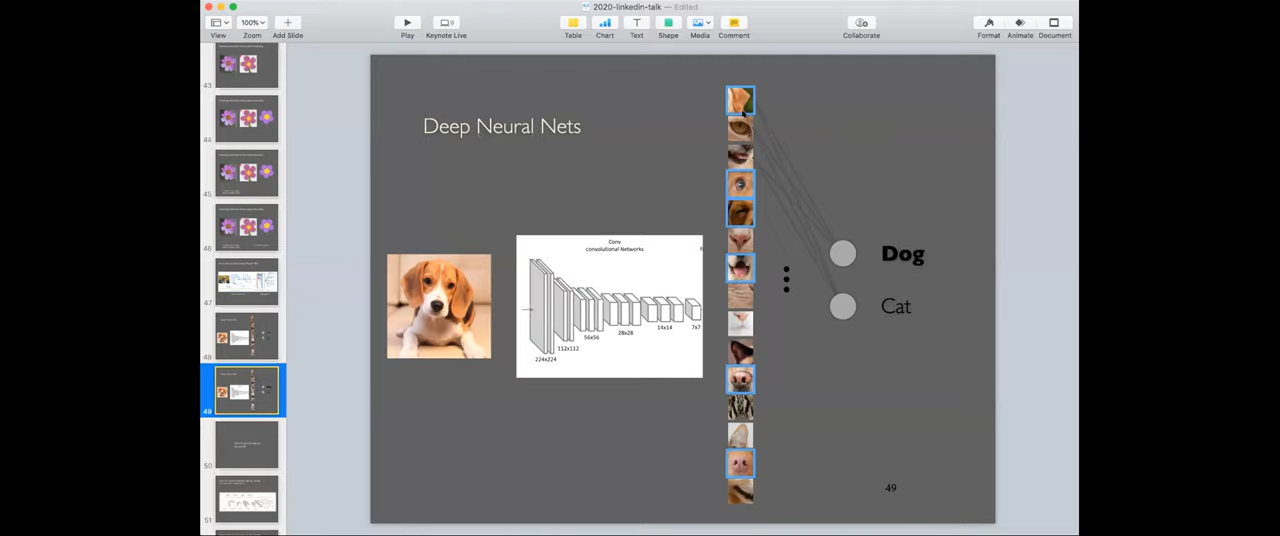 2020-linkedin-talk — Edited
100%
View
Zoom
Add Slide
Play
Keynote Live
Table
Chart
Text
Shape
Media
Comment
Collaborate
Format
Animate
Document
43
44
45
46
47
48
49
50
51
Deep Neural Nets
Conv
convolutional Networks
224x224
112x112
56x56
28x28
14x14
7x7
Dog
Cat
49